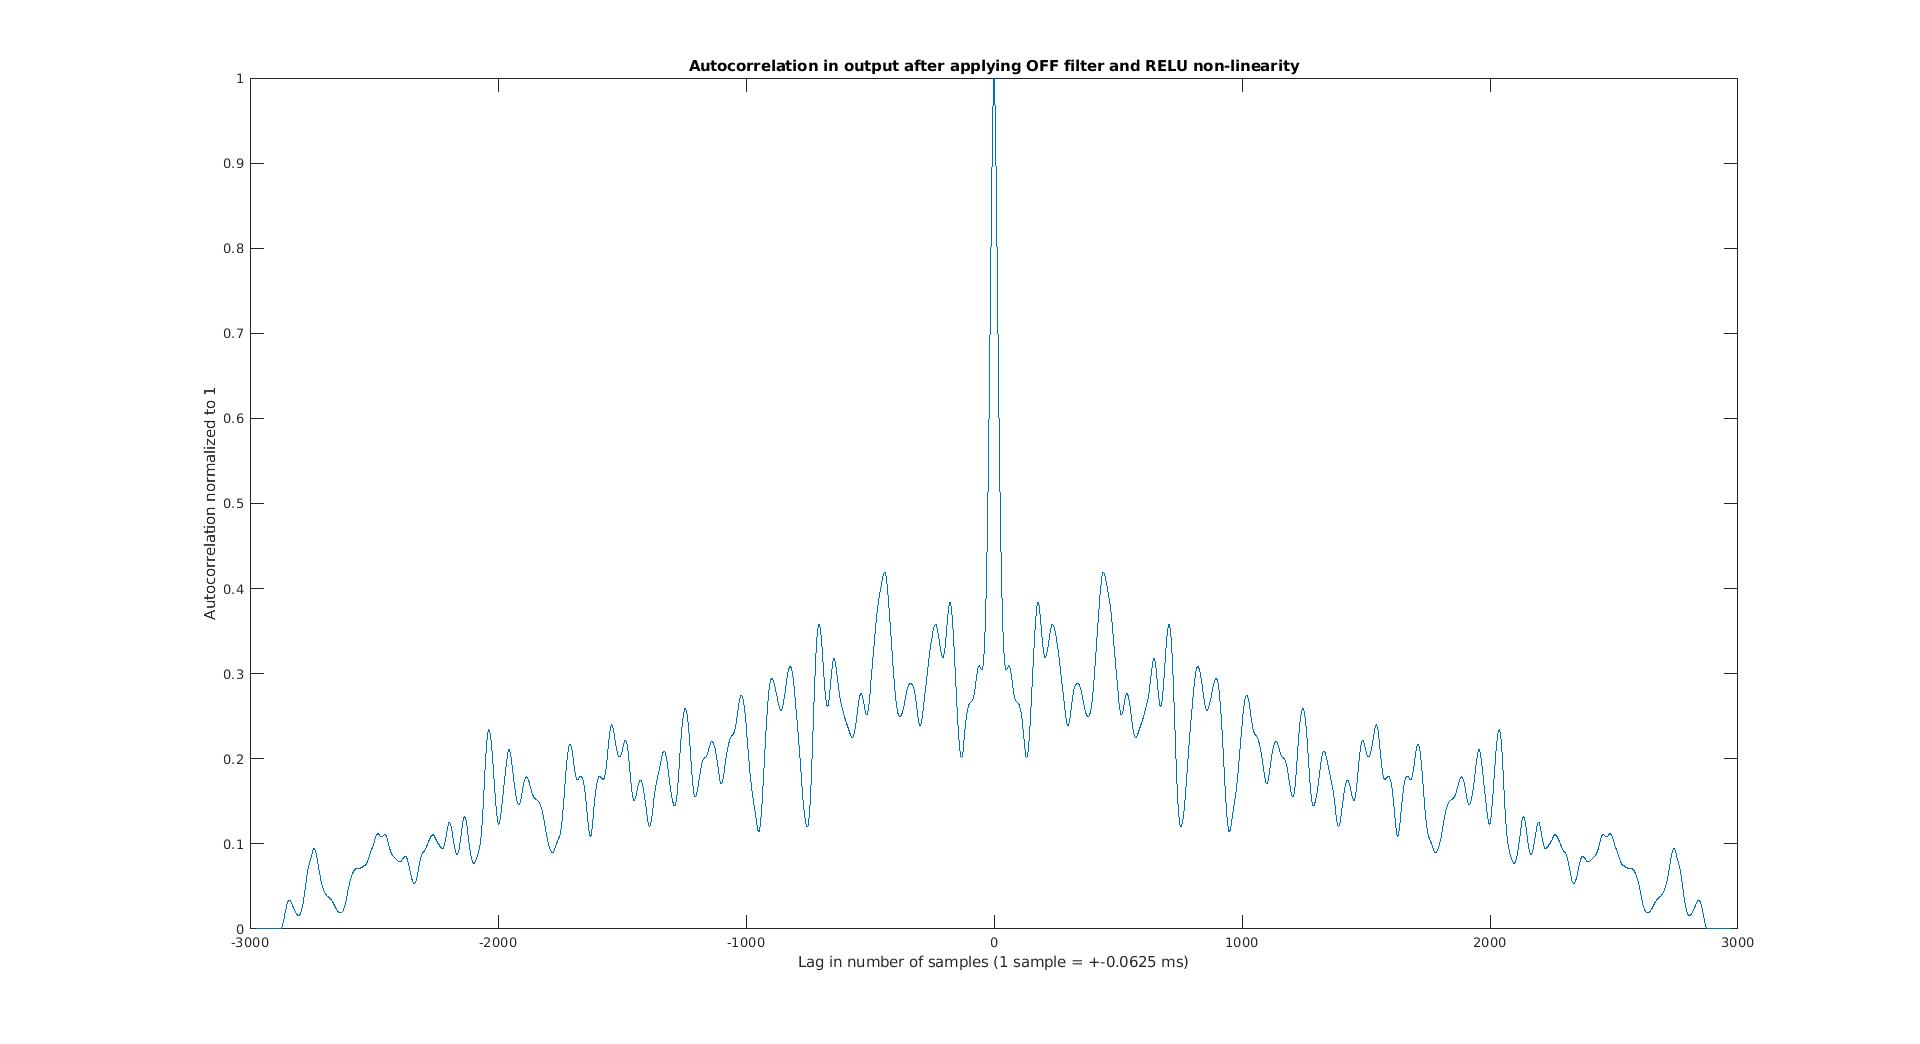 Autocorrelation in output after applying OFF filter and RELU non-linearity
1
0.9
0.8
0.7
0.6
0.5
0.4
0.3
0.2
0.1
0
Autocorrelation normalized to 1
-3000 -2000 -1000 0 1000 2000 3000
Lag in number of samples (1 sample = +-0.0625 ms)